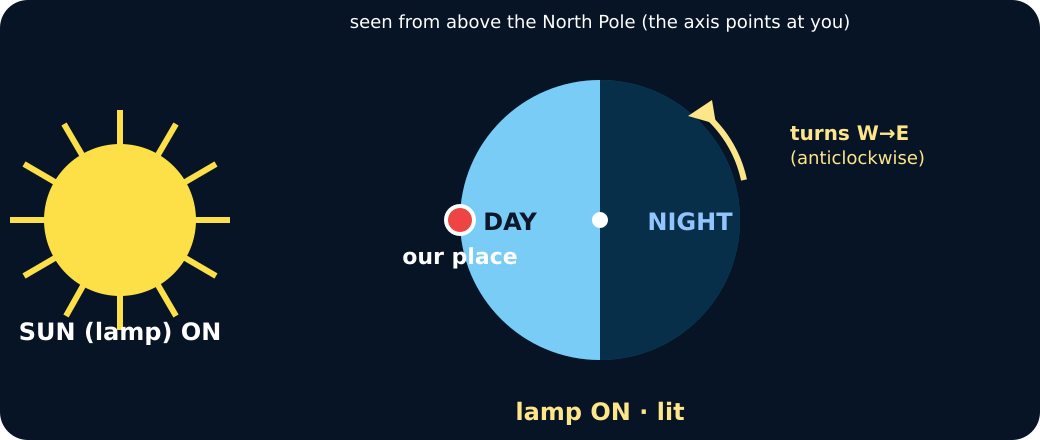 seen from above the North Pole (the axis points at you)
turns W→E
(anticlockwise)
DAY
NIGHT
our place
SUN (lamp) ON
lamp ON · lit